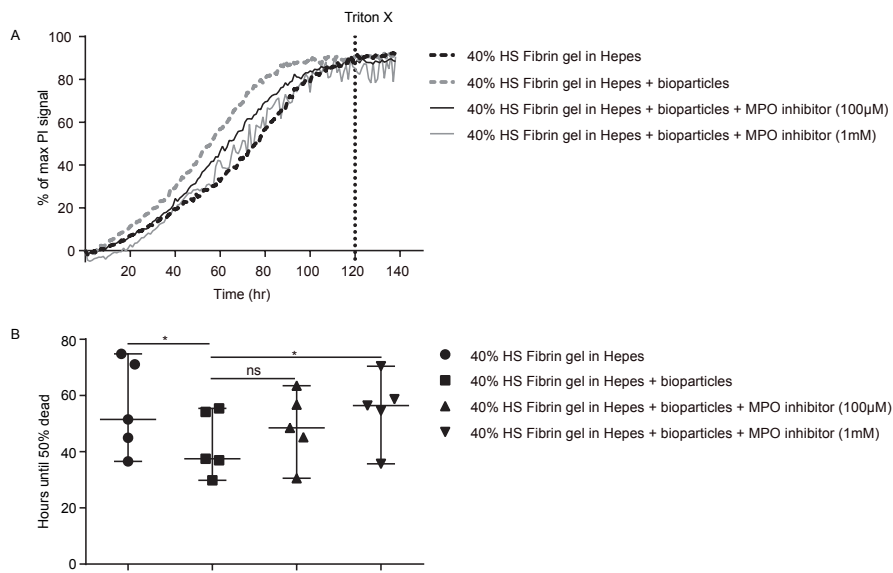 Triton X
A
100
80
60
40
20
0
% of max PI signal
20 40 60 80 100 120 140
Time (hr)
40% HS Fibrin gel in Hepes
40% HS Fibrin gel in Hepes + bioparticles
40% HS Fibrin gel in Hepes + bioparticles + MPO inhibitor (100µM)
40% HS Fibrin gel in Hepes + bioparticles + MPO inhibitor (1mM)
B
80
60
40
20
0
Hours until 50% dead
*
*
ns
40% HS Fibrin gel in Hepes
40% HS Fibrin gel in Hepes + bioparticles
40% HS Fibrin gel in Hepes + bioparticles + MPO inhibitor (100µM)
40% HS Fibrin gel in Hepes + bioparticles + MPO inhibitor (1mM)